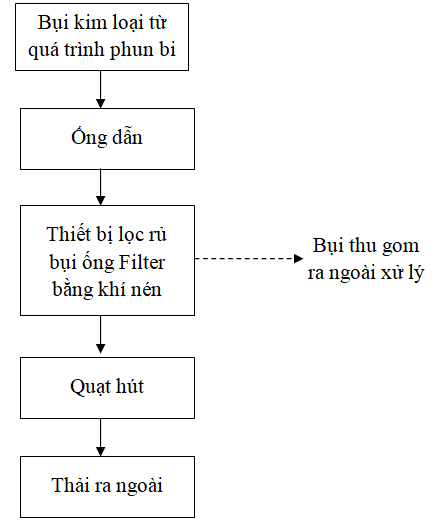 Bụi kim loại từ
quá trình phun bi
Ống dẫn
Thiết bị lọc rủ
bụi ống Filter
bằng khí nén
Bụi thu gom
ra ngoài xử lý
Quạt hút
Thải ra ngoài